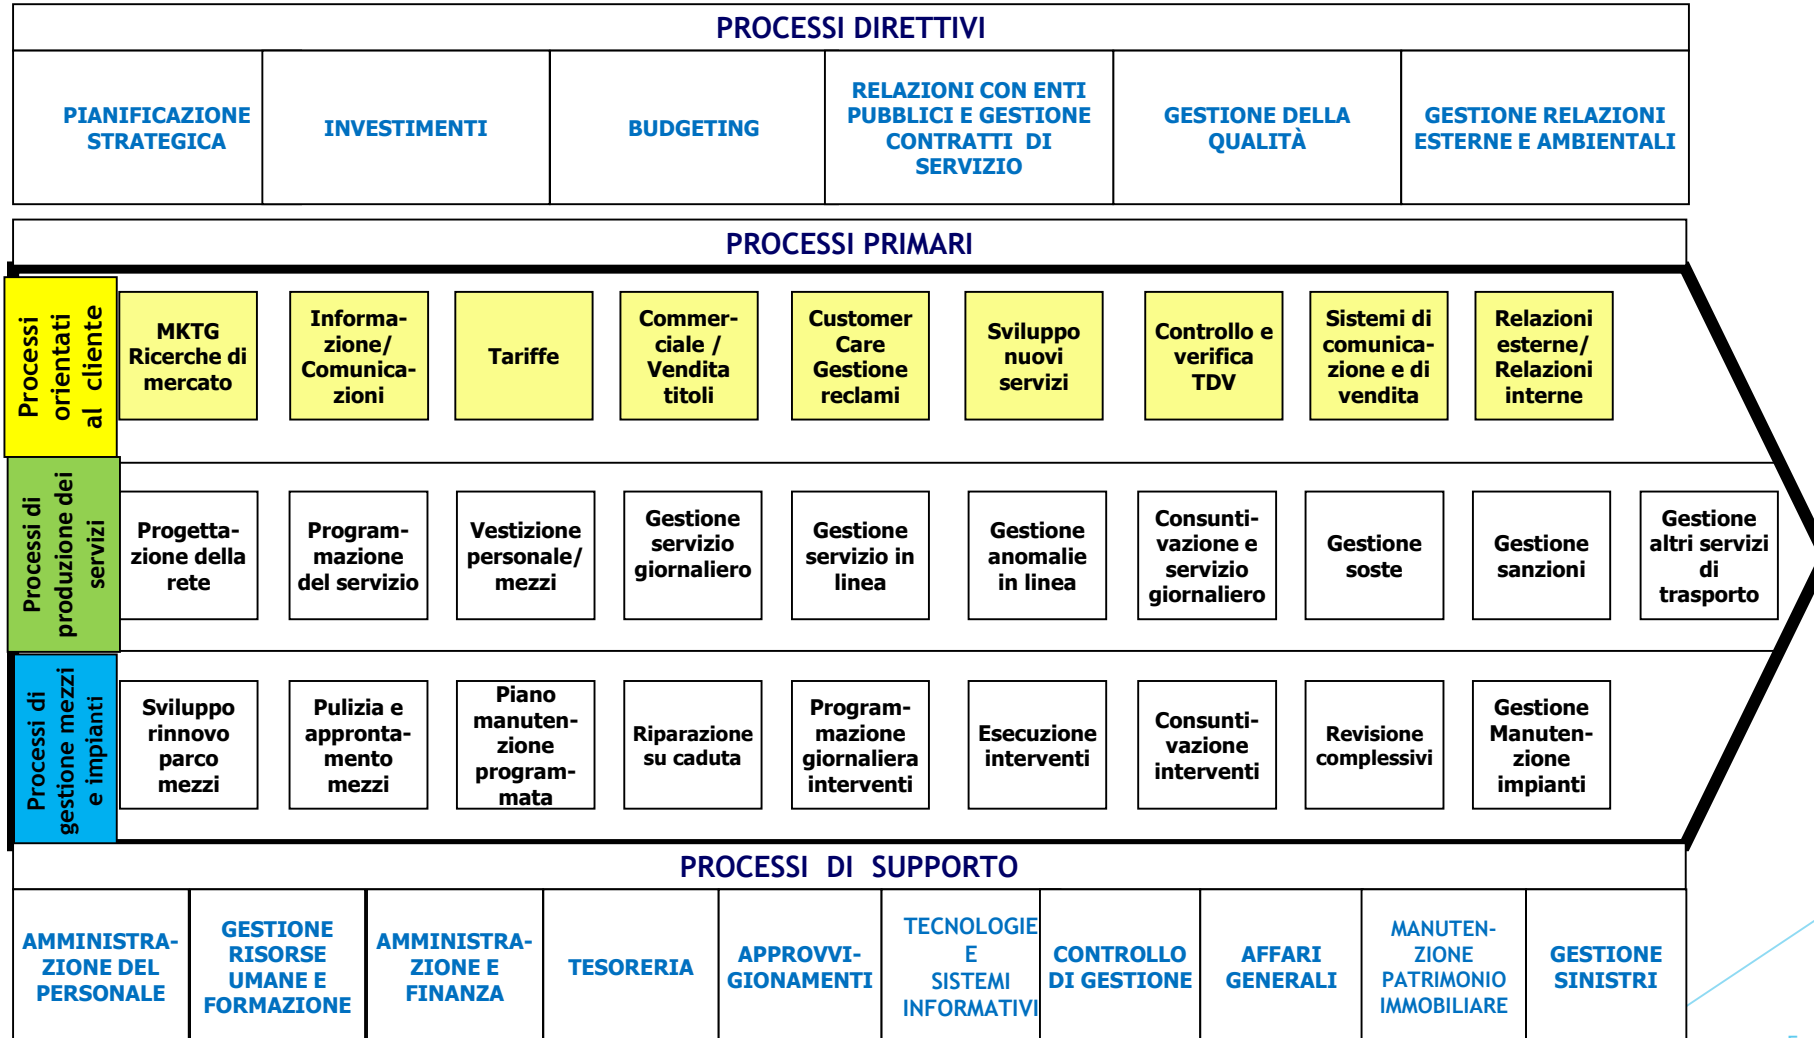 PROCESSI DIRETTIVI
PIANIFICAZIONE
STRATEGICA
INVESTIMENTI
BUDGETING
RELAZIONI CON ENTI
PUBBLICI E GESTIONE
CONTRATTI DI
SERVIZIO
GESTIONE DELLA
QUALITÀ
GESTIONE RELAZIONI
ESTERNE E AMBIENTALI
PROCESSI PRIMARI
Processi
orientati
al cliente
MKTG
Ricerche di
mercato
Informa-
zione/
Comunica-
zioni
Tariffe
Commer-
ciale /
Vendita
titoli
Customer
Care
Gestione
reclami
Sviluppo
nuovi
servizi
Controllo e
verifica
TDV
Sistemi di
comunica-
zione e di
vendita
Relazioni
esterne/
Relazioni
interne
Processi di
produzione dei
servizi
Progetta-
zione della
rete
Program-
mazione
del servizio
Vestizione
personale/
mezzi
Gestione
servizio
giornaliero
Gestione
servizio in
linea
Gestione
anomalie
in linea
Consunti-
vazione e
servizio
giornaliero
Gestione
soste
Gestione
sanzioni
Gestione
altri servizi
di
trasporto
Processi di
gestione mezzi
e impianti
Sviluppo
rinnovo
parco
mezzi
Pulizia e
appronta-
mento
mezzi
Piano
manuten-
zione
program-
mata
Riparazione
su caduta
Program-
mazione
giornaliera
interventi
Esecuzione
interventi
Consunti-
vazione
interventi
Revisione
complessivi
Gestione
Manuten-
zione
impianti
PROCESSI DI SUPPORTO
AMMINISTRA-
ZIONE DEL
PERSONALE
GESTIONE
RISORSE
UMANE E
FORMAZIONE
AMMINISTRA-
ZIONE E
FINANZA
TESORERIA
APPROVVI-
GIONAMENTI
TECNOLOGIE
E
SISTEMI
INFORMATIVI
CONTROLLO
DI GESTIONE
AFFARI
GENERALI
MANUTEN-
ZIONE
PATRIMONIO
IMMOBILIARE
GESTIONE
SINISTRI